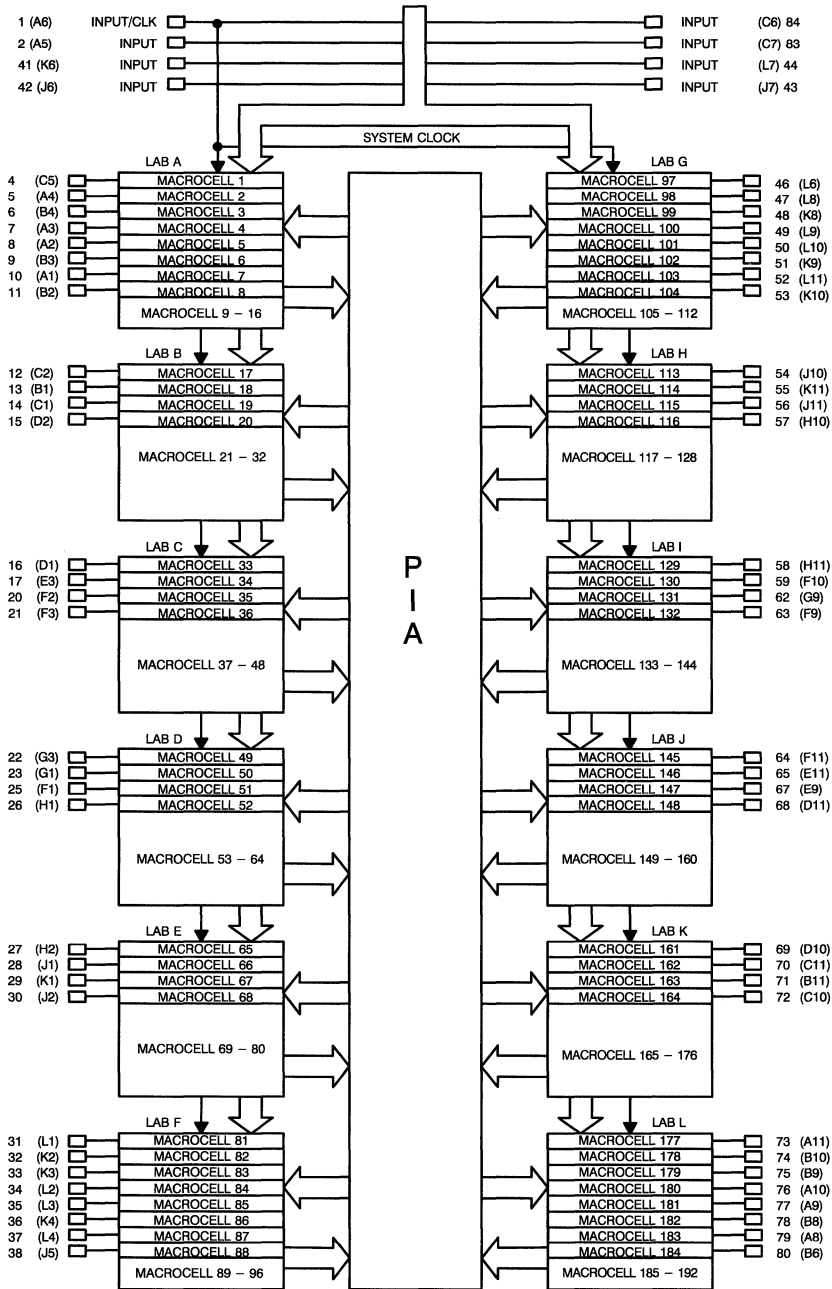 1 (A6) INPUT/CLK INPUT (C6) 84
2 (A5) INPUT INPUT (C7) 83
41 (K6) INPUT INPUT (L7) 44
42 (J6) INPUT INPUT (J7) 43
SYSTEM CLOCK
LAB A LAB G
4 (C5) MACROCELL 1 MACROCELL 97 46 (L6)
5 (A4) MACROCELL 2 MACROCELL 98 47 (L8)
6 (B4) MACROCELL 3 MACROCELL 99 48 (K8)
7 (A3) MACROCELL 4 MACROCELL 100 49 (L9)
8 (A2) MACROCELL 5 MACROCELL 101 50 (L10)
9 (B3) MACROCELL 6 MACROCELL 102 51 (K9)
10 (A1) MACROCELL 7 MACROCELL 103 52 (L11)
11 (B2) MACROCELL 8 MACROCELL 104 53 (K10)
MACROCELL 9 – 16 MACROCELL 105 – 112
LAB B LAB H
12 (C2) MACROCELL 17 MACROCELL 113 54 (J10)
13 (B1) MACROCELL 18 MACROCELL 114 55 (K11)
14 (C1) MACROCELL 19 MACROCELL 115 56 (J11)
15 (D2) MACROCELL 20 MACROCELL 116 57 (H10)
MACROCELL 21 – 32 MACROCELL 117 – 128
LAB C LAB I
16 (D1) MACROCELL 33 MACROCELL 129 58 (H11)
17 (E3) MACROCELL 34 MACROCELL 130 59 (F10)
20 (F2) MACROCELL 35 MACROCELL 131 62 (G9)
21 (F3) MACROCELL 36 MACROCELL 132 63 (F9)
P
I
A
MACROCELL 37 – 48 MACROCELL 133 – 144
LAB D LAB J
22 (G3) MACROCELL 49 MACROCELL 145 64 (F11)
23 (G1) MACROCELL 50 MACROCELL 146 65 (E11)
25 (F1) MACROCELL 51 MACROCELL 147 67 (E9)
26 (H1) MACROCELL 52 MACROCELL 148 68 (D11)
MACROCELL 53 – 64 MACROCELL 149 – 160
LAB E LAB K
27 (H2) MACROCELL 65 MACROCELL 161 69 (D10)
28 (J1) MACROCELL 66 MACROCELL 162 70 (C11)
29 (K1) MACROCELL 67 MACROCELL 163 71 (B11)
30 (J2) MACROCELL 68 MACROCELL 164 72 (C10)
MACROCELL 69 – 80 MACROCELL 165 – 176
LAB F LAB L
31 (L1) MACROCELL 81 MACROCELL 177 73 (A11)
32 (K2) MACROCELL 82 MACROCELL 178 74 (B10)
33 (K3) MACROCELL 83 MACROCELL 179 75 (B9)
34 (L2) MACROCELL 84 MACROCELL 180 76 (A10)
35 (L3) MACROCELL 85 MACROCELL 181 77 (A9)
36 (K4) MACROCELL 86 MACROCELL 182 78 (B8)
37 (L4) MACROCELL 87 MACROCELL 183 79 (A8)
38 (J5) MACROCELL 88 MACROCELL 184 80 (B6)
MACROCELL 89 – 96 MACROCELL 185 – 192